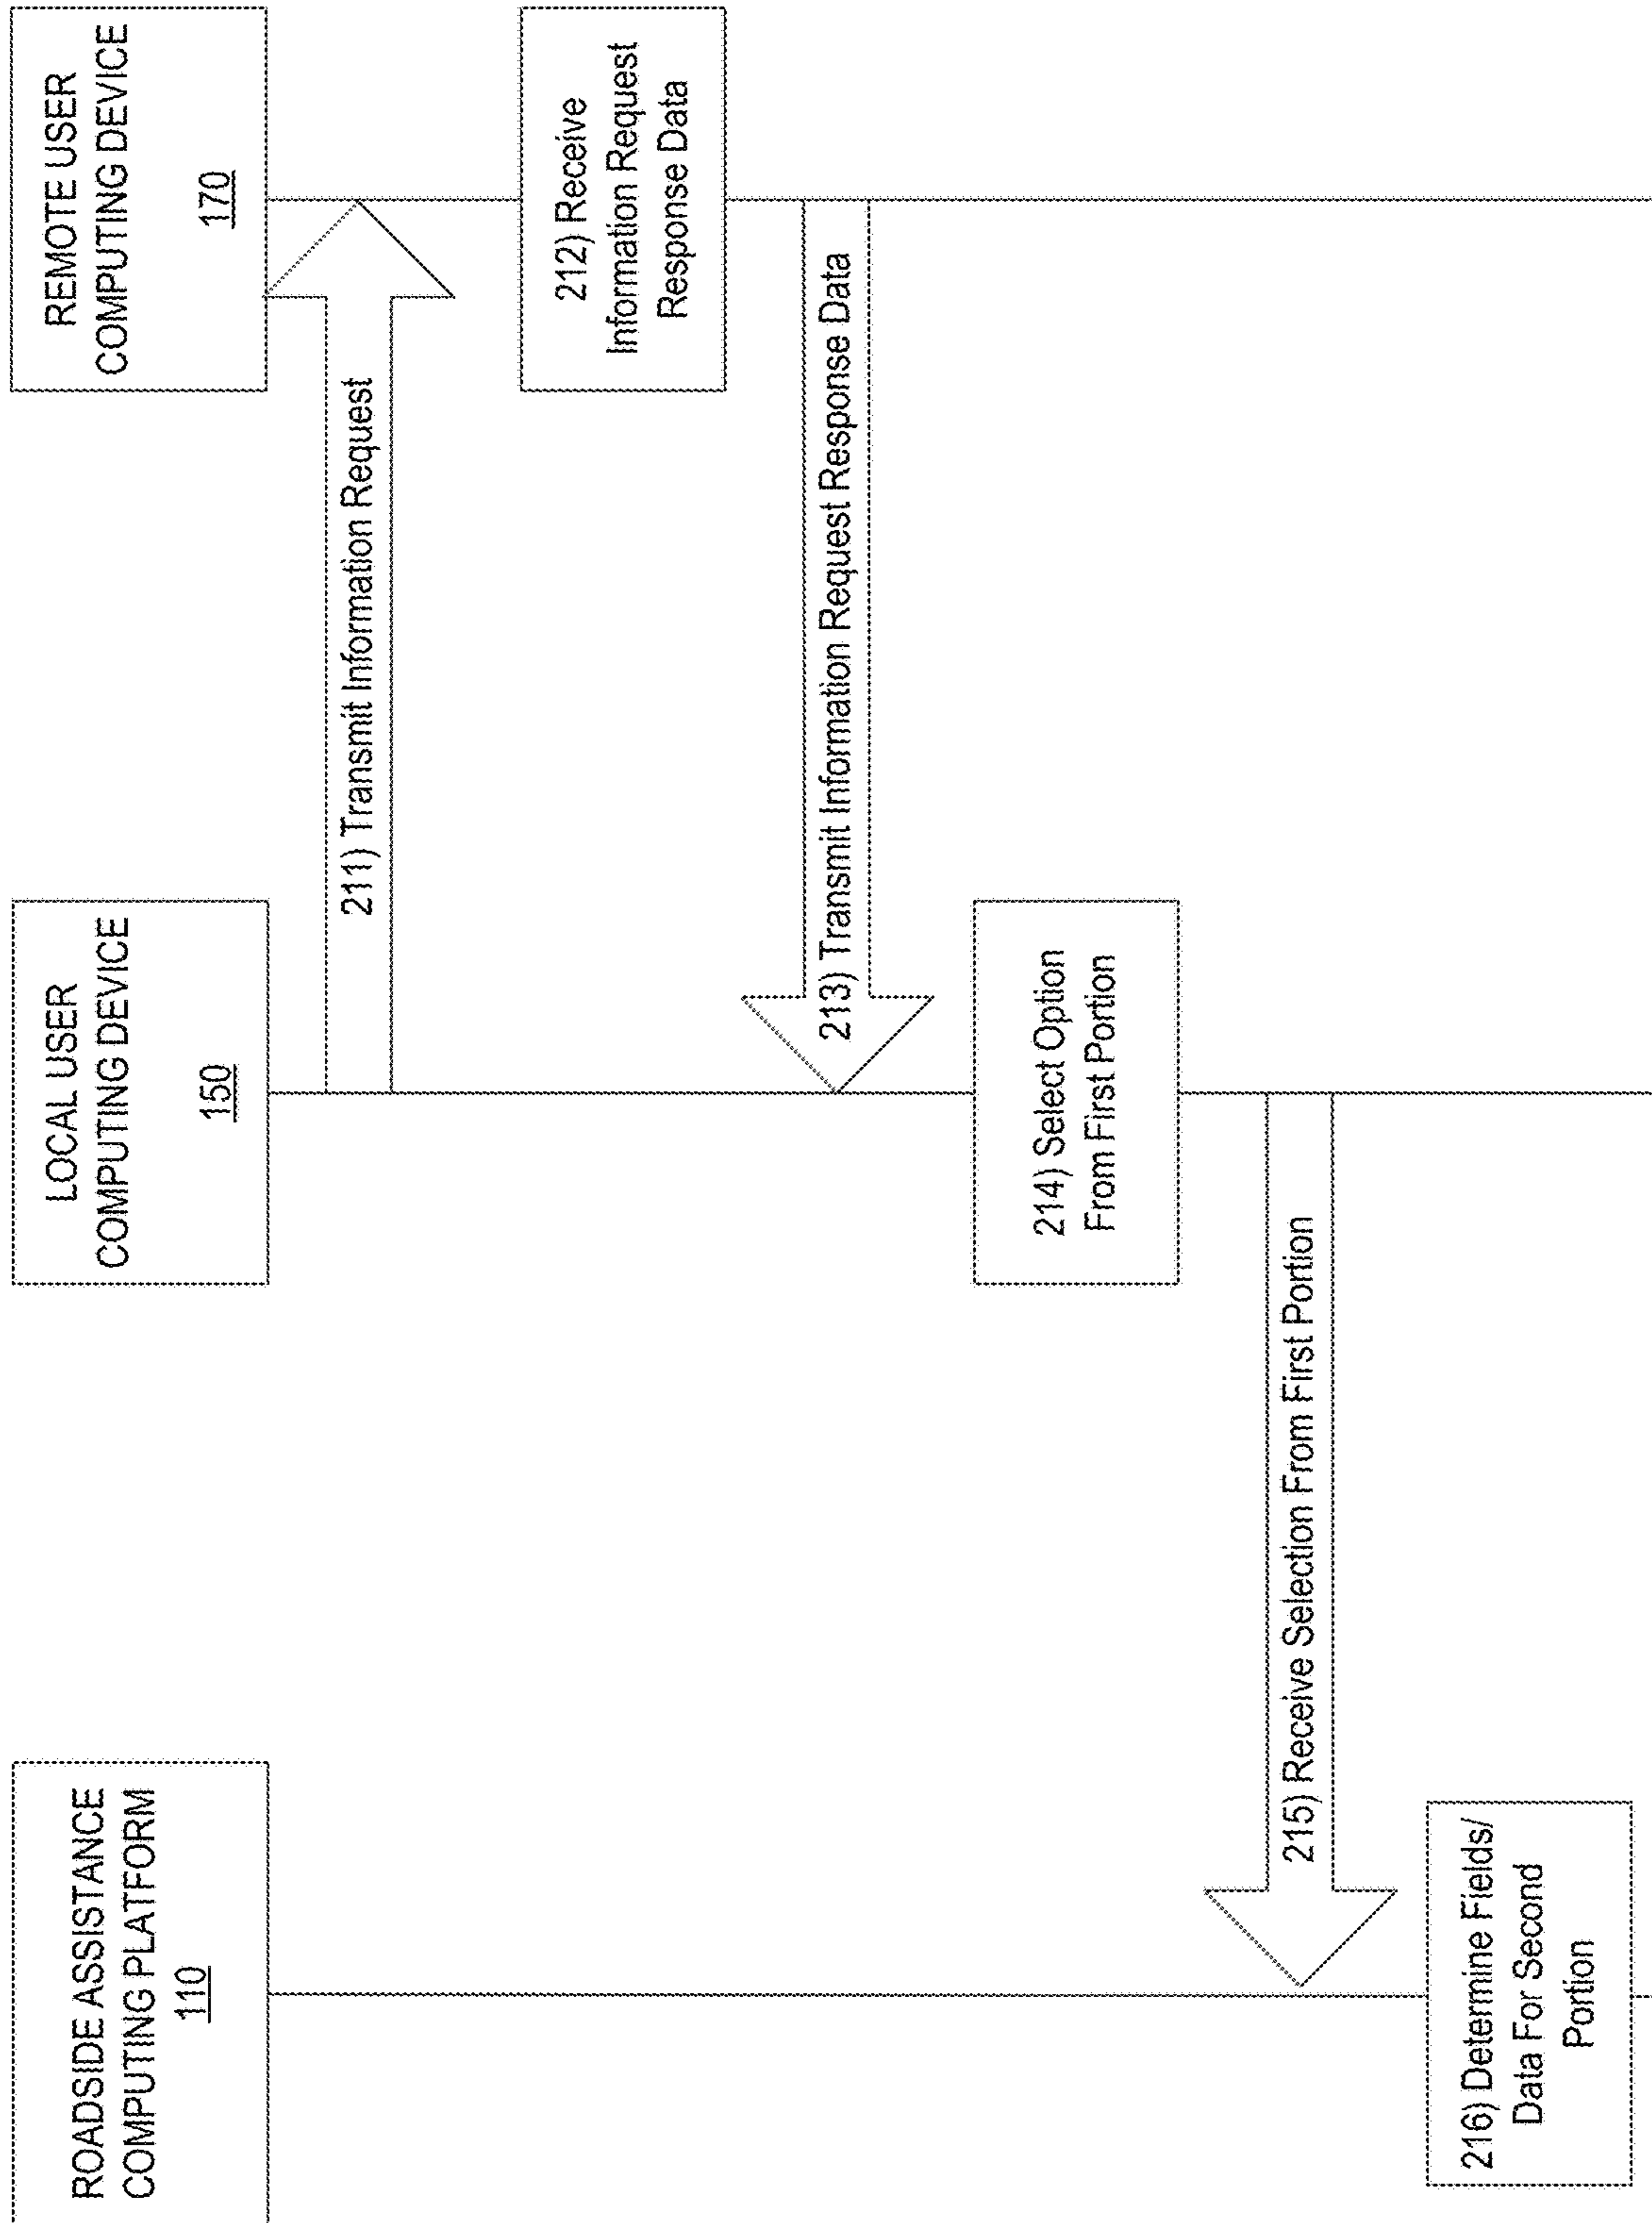 ROADSIDE ASSISTANCE
COMPUTING PLATFORM
110
LOCAL USER
COMPUTING DEVICE
150
REMOTE USER
COMPUTING DEVICE
170
211) Transmit Information Request
212) Receive
Information Request
Response Data
213) Transmit Information Request Response Data
214) Select Option
From First Portion
215) Receive Selection From First Portion
216) Determine Fields/
Data For Second
Portion